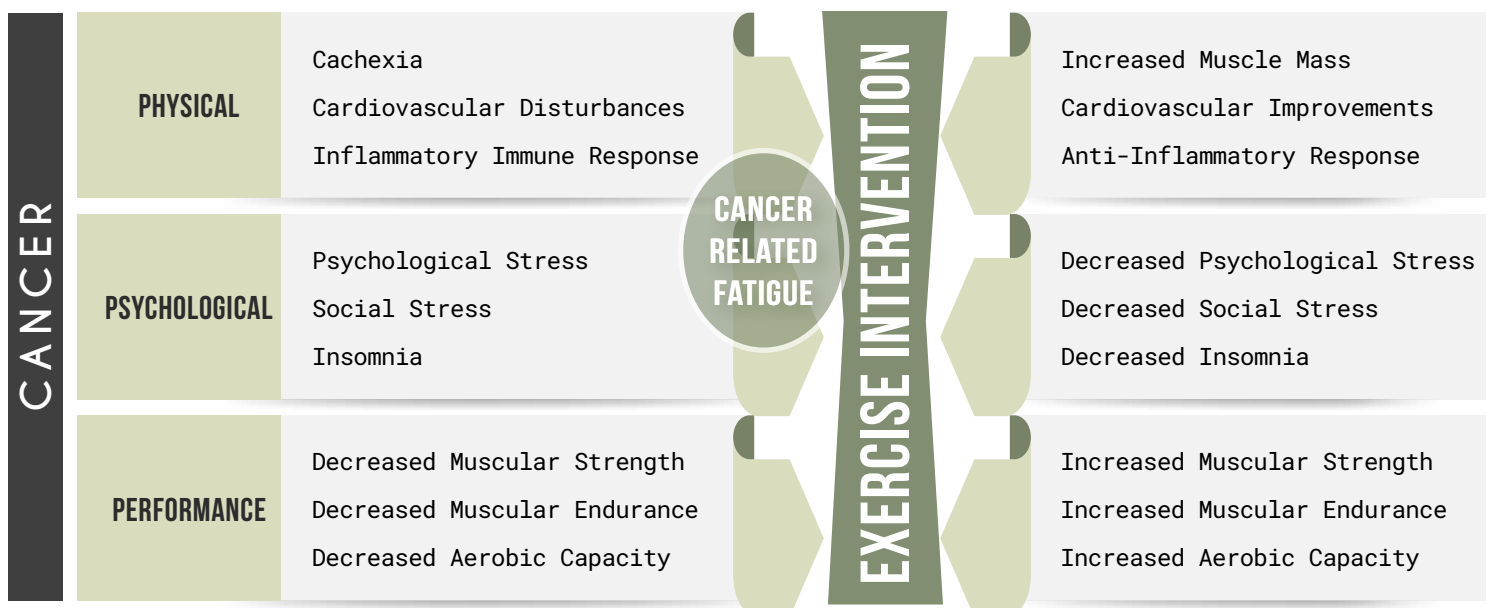 CANCER
PHYSICAL
Cachexia
Cardiovascular Disturbances
Inflammatory Immune Response
PSYCHOLOGICAL
Psychological Stress
Social Stress
Insomnia
PERFORMANCE
Decreased Muscular Strength
Decreased Muscular Endurance
Decreased Aerobic Capacity
CANCER
RELATED
FATIGUE
EXERCISE INTERVENTION
Increased Muscle Mass
Cardiovascular Improvements
Anti-Inflammatory Response
Decreased Psychological Stress
Decreased Social Stress
Decreased Insomnia
Increased Muscular Strength
Increased Muscular Endurance
Increased Aerobic Capacity